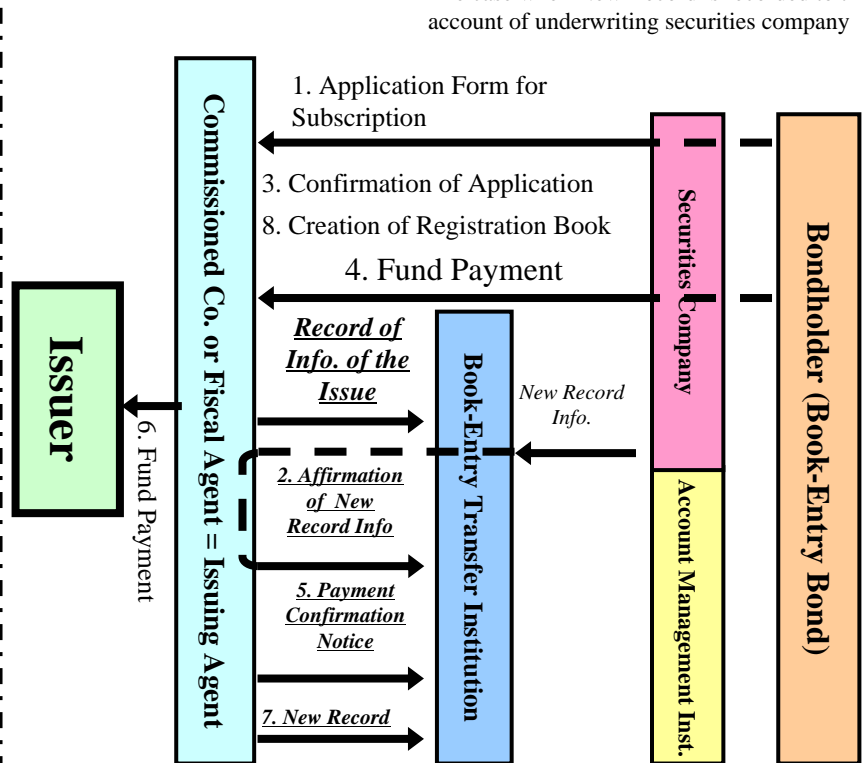 account of underwriting securities company
1. Application Form for
Subscription
3. Confirmation of Application
8. Creation of Registration Book
4. Fund Payment
Record of
Info. of the
Issue
New Record
Info.
2. Affirmation
of New
Record Info
5. Payment
Confirmation
Notice
7. New Record
Issuer
6. Fund Payment
Commissioned Co. or Fiscal Agent = Issuing Agent
Book-Entry Transfer Institution
Securities Company
Account Management Inst.
Bondholder (Book-Entry Bond)